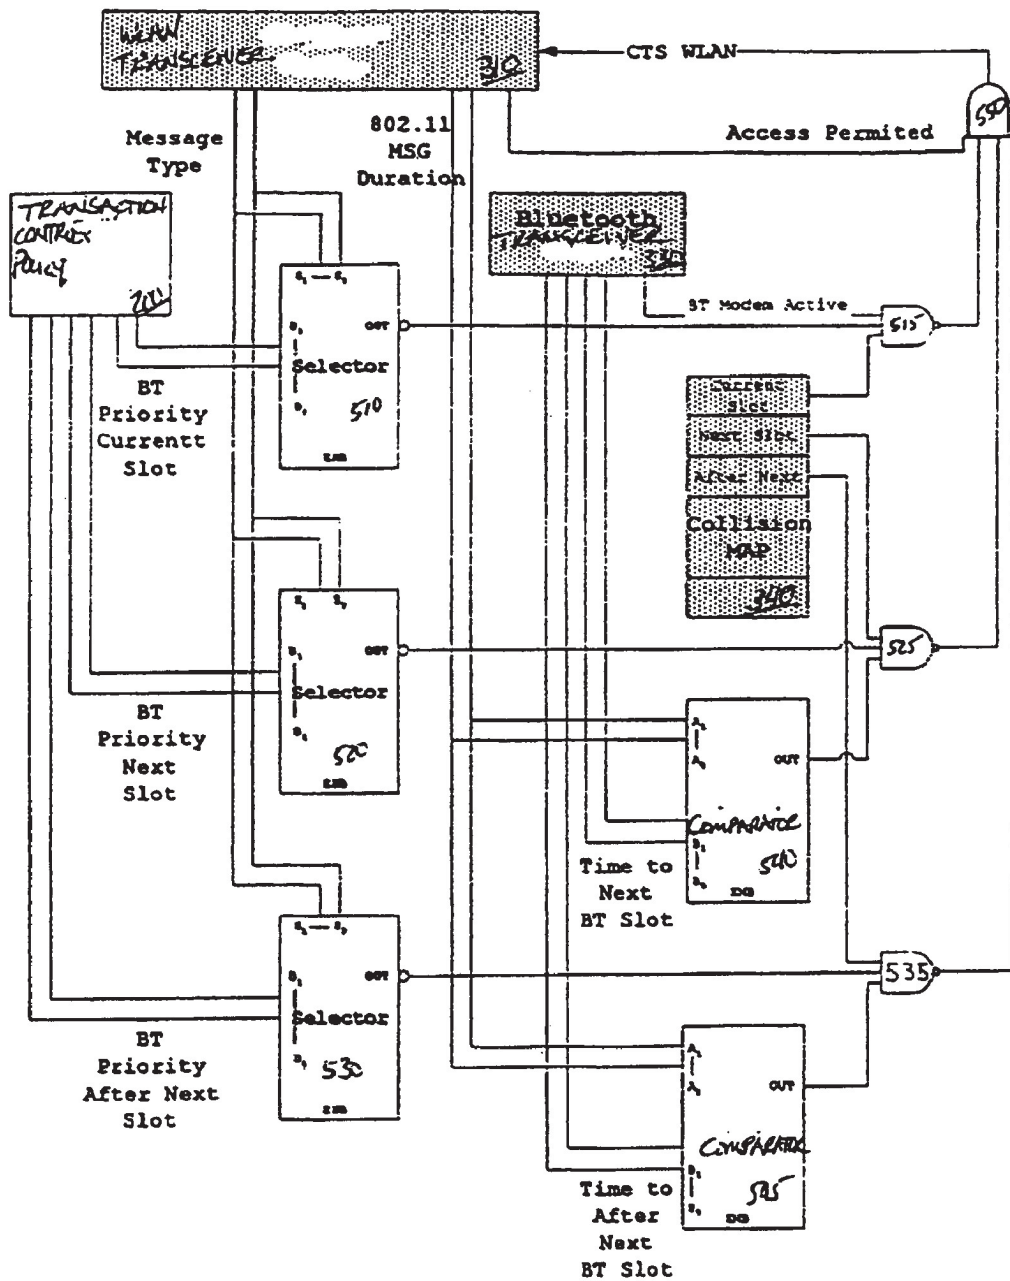 WLAN
TRANSCEIVER
310
CTS WLAN
550
Message
Type
802.11
MSG
Duration
Access Permited
TRANSACTION
CONTROL
POLICY
200
Bluetooth
TRANSCEIVER
BT Modem Active
515
OUT
Selector
510
BT
Priority
Currentt
Slot
Current
Slot
Next Slot
After Next
Collision
MAP
340
525
OUT
Selector
520
BT
Priority
Next
Slot
OUT
COMPARATOR
540
Time to
Next
BT Slot
535
OUT
Selector
530
BT
Priority
After Next
Slot
OUT
COMPARATOR
545
Time to
After
Next
BT Slot